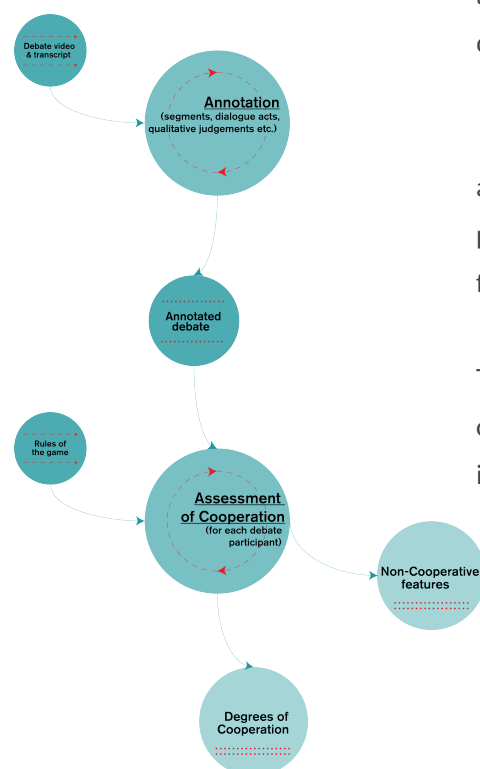 Debate video
& transcript
Annotation
(segments, dialogue acts,
qualitative judgements etc.)
Annotated
debate
Rules of
the game
Assessment
of Cooperation
(for each debate
participant)
Non-Cooperative
features
Degrees of
Cooperation